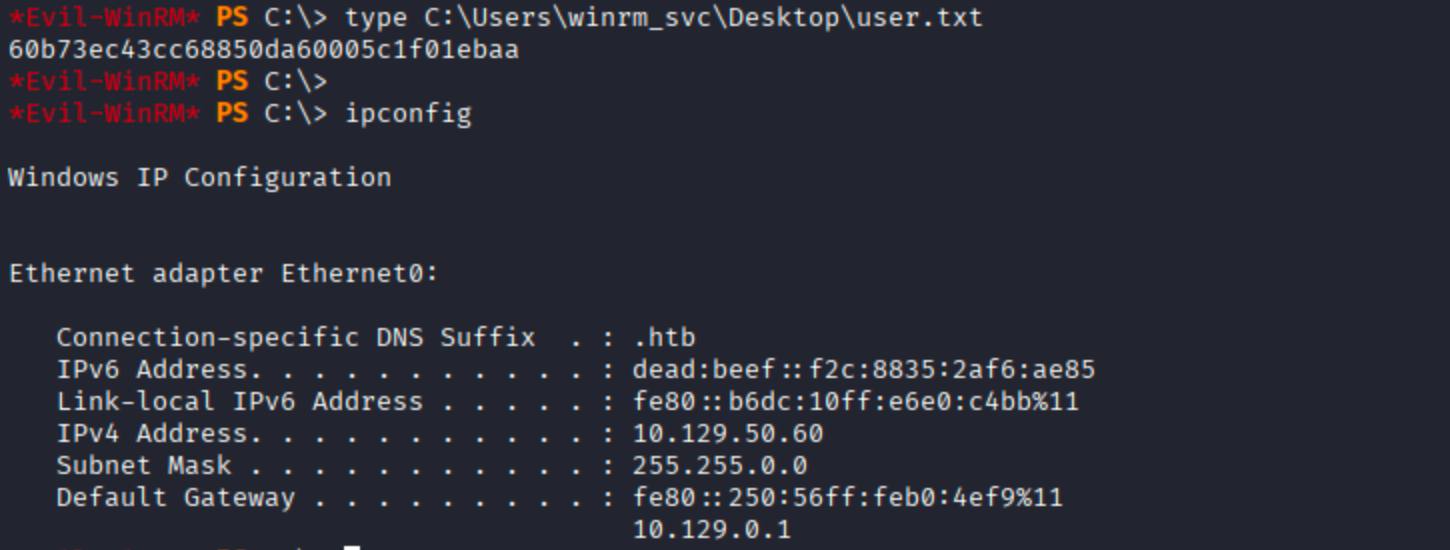 *Evil-WinRM* PS C:\> type C:\Users\winrm_svc\Desktop\user.txt
60b73ec43cc68850da60005c1f01ebaa
*Evil-WinRM* PS C:\>
*Evil-WinRM* PS C:\> ipconfig
Windows IP Configuration
Ethernet adapter Ethernet0:
Connection-specific DNS Suffix . : .htb
IPv6 Address. . . . . . . . . . . : dead:beef::f2c:8835:2af6:ae85
Link-local IPv6 Address . . . . . : fe80::b6dc:10ff:e6e0:c4bb%11
IPv4 Address. . . . . . . . . . . : 10.129.50.60
Subnet Mask . . . . . . . . . . . : 255.255.0.0
Default Gateway . . . . . . . . . : fe80::250:56ff:feb0:4ef9%11
10.129.0.1